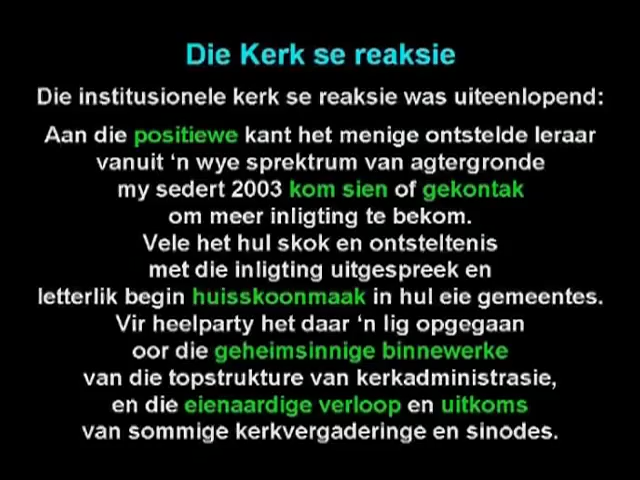 Die Kerk se reaksie
Die institusionele kerk se reaksie was uiteenlopend:
Aan die positiewe kant het menige ontstelde leraar
vanuit ‘n wye sprektrum van agtergronde
my sedert 2003 kom sien of gekontak
om meer inligting te bekom.
Vele het hul skok en ontsteltenis
met die inligting uitgespreek en
letterlik begin huisskoonmaak in hul eie gemeentes.
Vir heelparty het daar ‘n lig opgegaan
oor die geheimsinnige binnewerke
van die topstrukture van kerkadministrasie,
en die eienaardige verloop en uitkoms
van sommige kerkvergaderinge en sinodes.